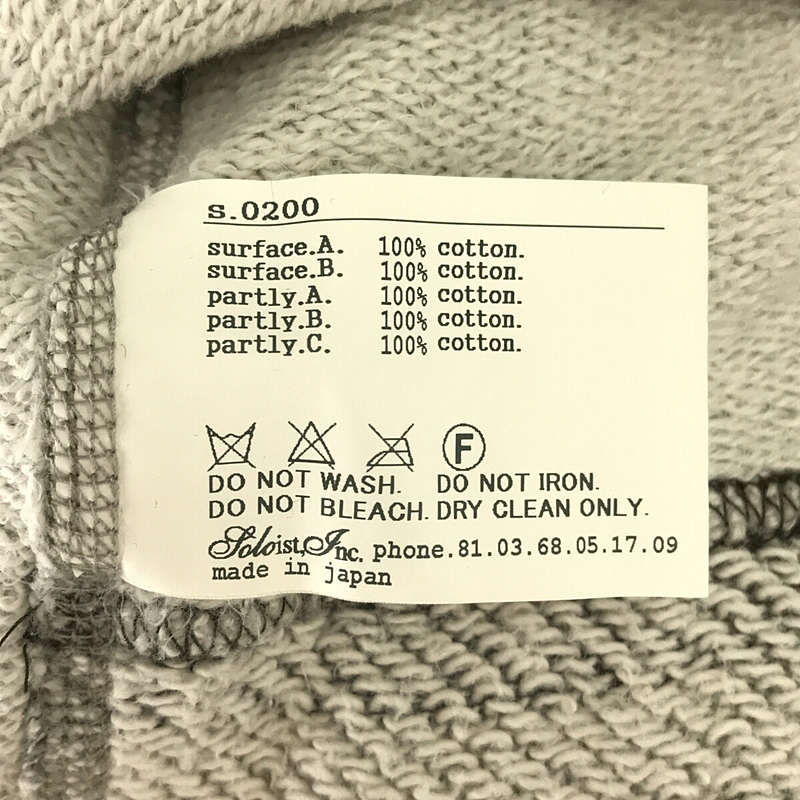 s.0200
surface.A. 100% cotton.
surface.B. 100% cotton.
partly.A. 100% cotton.
partly.B. 100% cotton.
partly.C. 100% cotton.
F
DO NOT WASH. DO NOT IRON.
DO NOT BLEACH. DRY CLEAN ONLY.
Soloist, Inc. phone.81.03.68.05.17.09
made in japan